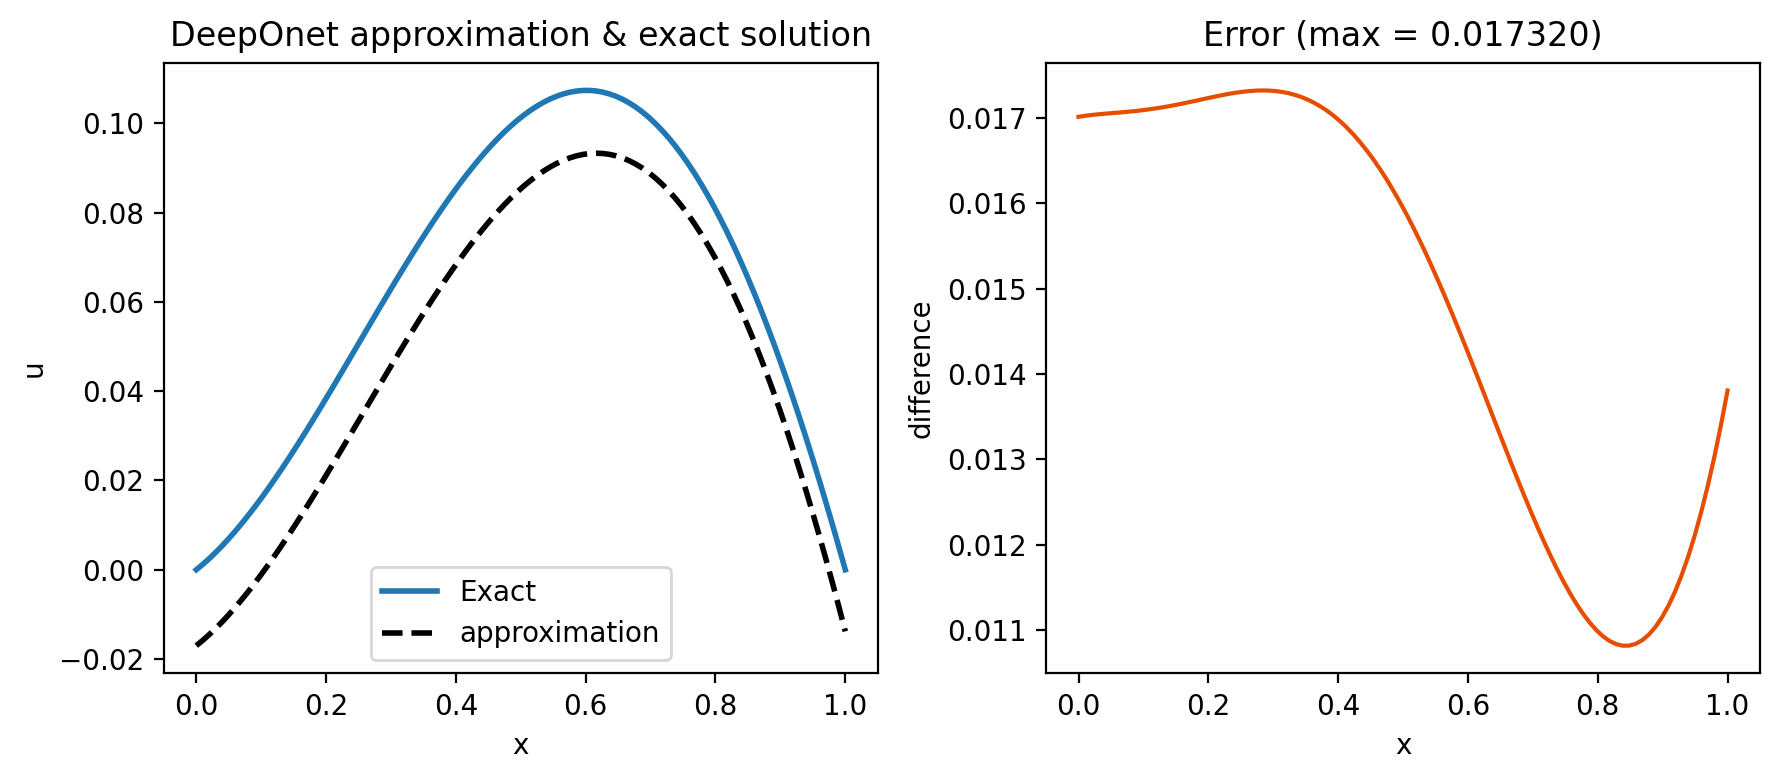 DeepOnet approximation & exact solution
u
0.10
0.08
0.06
0.04
0.02
0.00
−0.02
Exact
approximation
0.0 0.2 0.4 0.6 0.8 1.0
x
Error (max = 0.017320)
difference
0.017
0.016
0.015
0.014
0.013
0.012
0.011
0.0 0.2 0.4 0.6 0.8 1.0
x